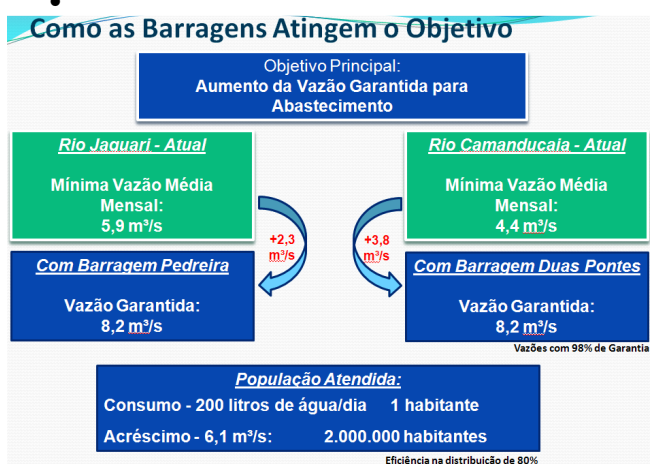 Como as Barragens Atingem o Objetivo
Objetivo Principal:
Aumento da Vazão Garantida para
Abastecimento
Rio Jaguari - Atual
Mínima Vazão Média
Mensal:
5,9 m³/s
Rio Camanducaia - Atual
Mínima Vazão Média
Mensal:
4,4 m³/s
+2,3
m³/s
+3,8
m³/s
Com Barragem Pedreira
Vazão Garantida:
8,2 m³/s
Com Barragem Duas Pontes
Vazão Garantida:
8,2 m³/s
Vazões com 98% de Garantia
População Atendida:
Consumo - 200 litros de água/dia 1 habitante
Acréscimo - 6,1 m³/s: 2.000.000 habitantes
Eficiência na distribuição de 80%